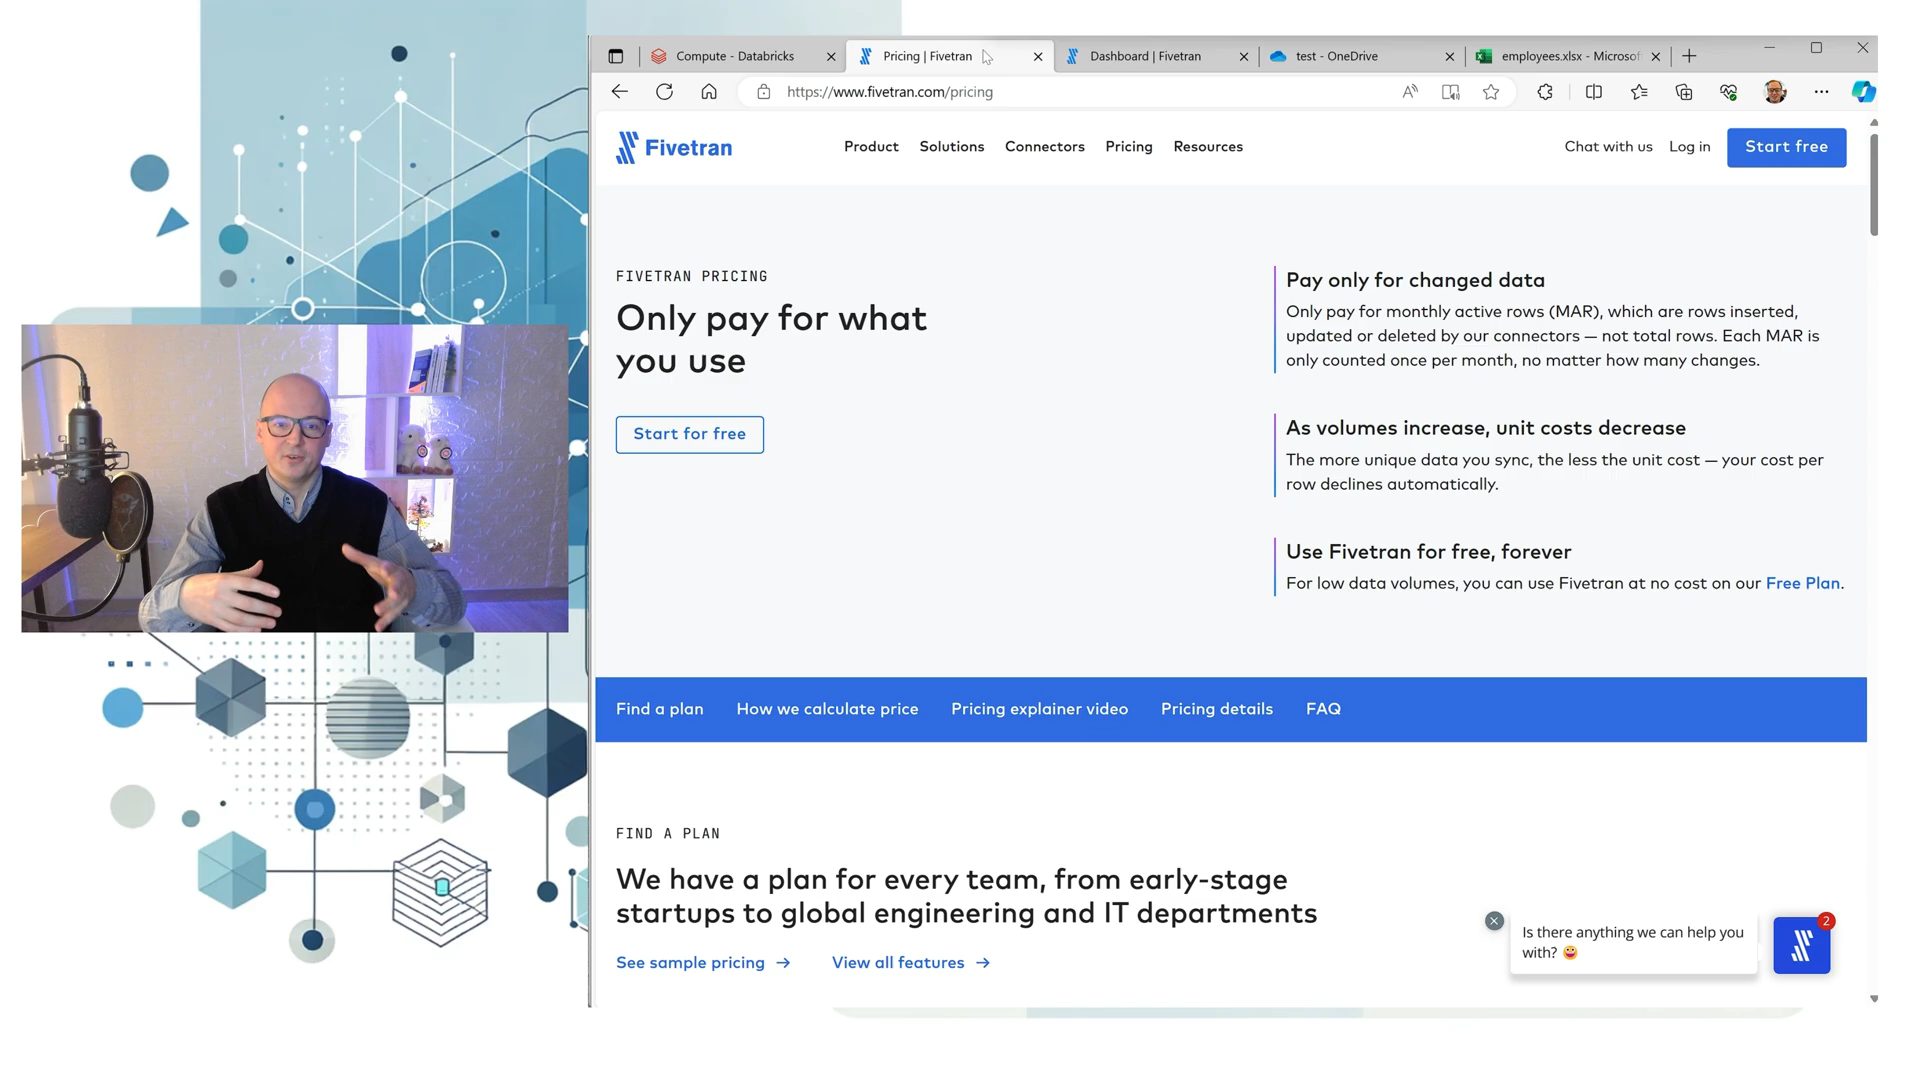 Compute - Databricks
Pricing | Fivetran
Dashboard | Fivetran
test - OneDrive
employees.xlsx - Microsof
https://www.fivetran.com/pricing
Fivetran
Product
Solutions
Connectors
Pricing
Resources
Chat with us
Log in
Start free
FIVETRAN PRICING
Only pay for what
you use
Start for free
Pay only for changed data
Only pay for monthly active rows (MAR), which are rows inserted,
updated or deleted by our connectors — not total rows. Each MAR is
only counted once per month, no matter how many changes.
As volumes increase, unit costs decrease
The more unique data you sync, the less the unit cost — your cost per
row declines automatically.
Use Fivetran for free, forever
For low data volumes, you can use Fivetran at no cost on our Free Plan.
Find a plan
How we calculate price
Pricing explainer video
Pricing details
FAQ
FIND A PLAN
We have a plan for every team, from early-stage
startups to global engineering and IT departments
See sample pricing →
View all features →
Is there anything we can help you
with? 😀
2